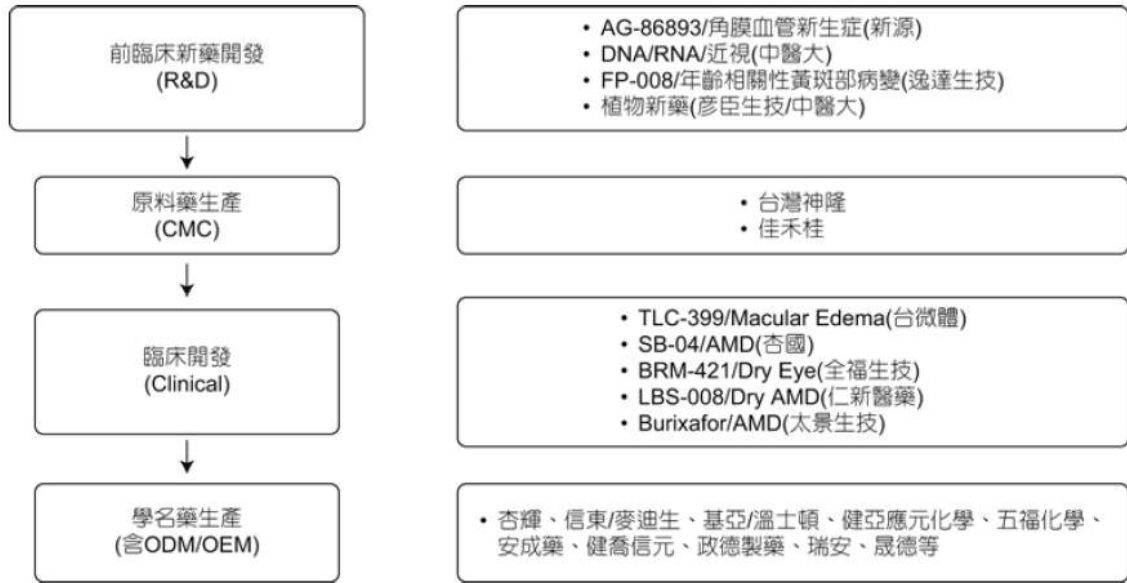 前臨床新藥開發
(R&D)
• AG-86893/角膜血管新生症(新源)
• DNA/RNA/近視(中醫大)
• FP-008/年齡相關性黃斑部病變(逸達生技)
• 植物新藥(彥臣生技/中醫大)
原料藥生產
(CMC)
• 台灣神隆
• 佳禾桂
臨床開發
(Clinical)
• TLC-399/Macular Edema(台微體)
• SB-04/AMD(杏國)
• BRM-421/Dry Eye(全福生技)
• LBS-008/Dry AMD(仁新醫藥)
• Burixafor/AMD(太景生技)
學名藥生產
(含ODM/OEM)
• 杏輝、信東/麥迪生、基亞/溫士頓、健亞應元化學、五福化學、
安成藥、健喬信元、政德製藥、瑞安、晟德等